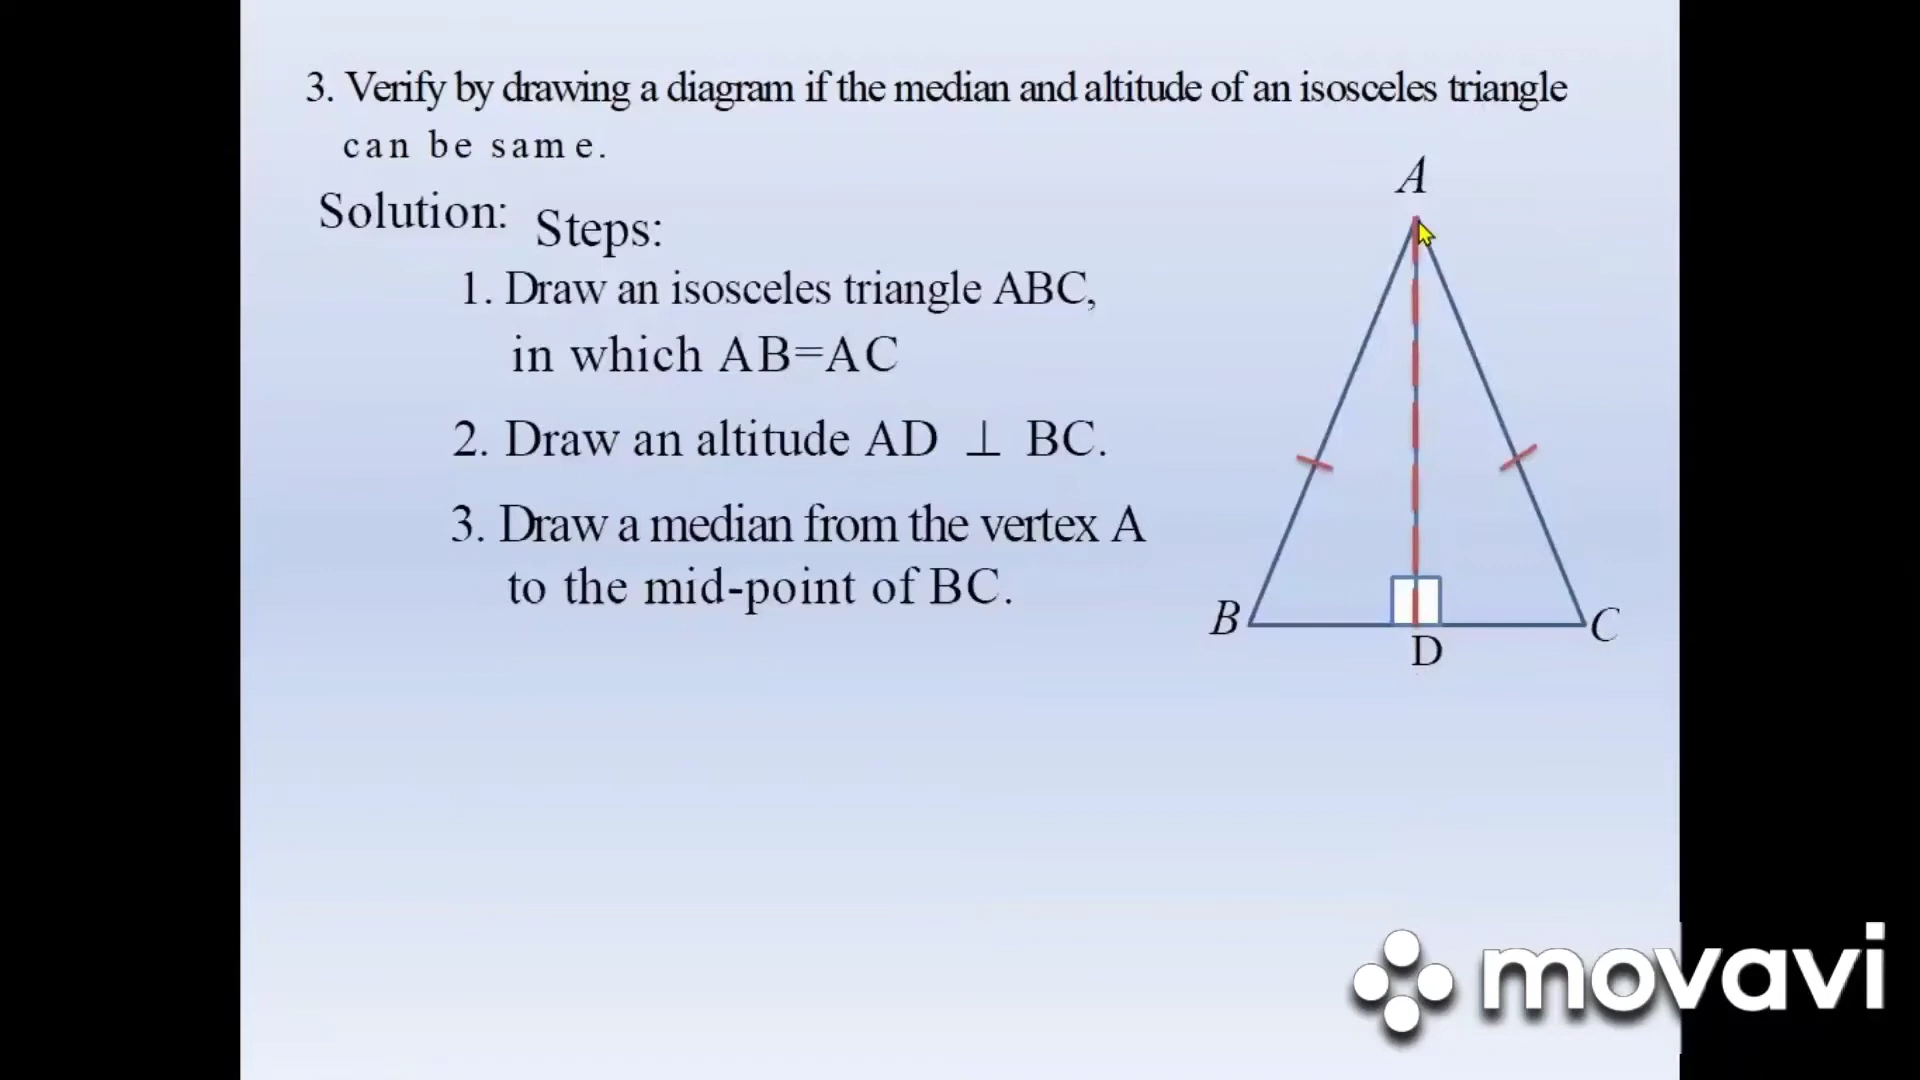 3. Verify by drawing a diagram if the median and altitude of an isosceles triangle
can be same.
Solution: Steps:
1. Draw an isosceles triangle ABC,
in which AB=AC
2. Draw an altitude AD ⊥ BC.
3. Draw a median from the vertex A
to the mid-point of BC.
A
B
C
D
movavi